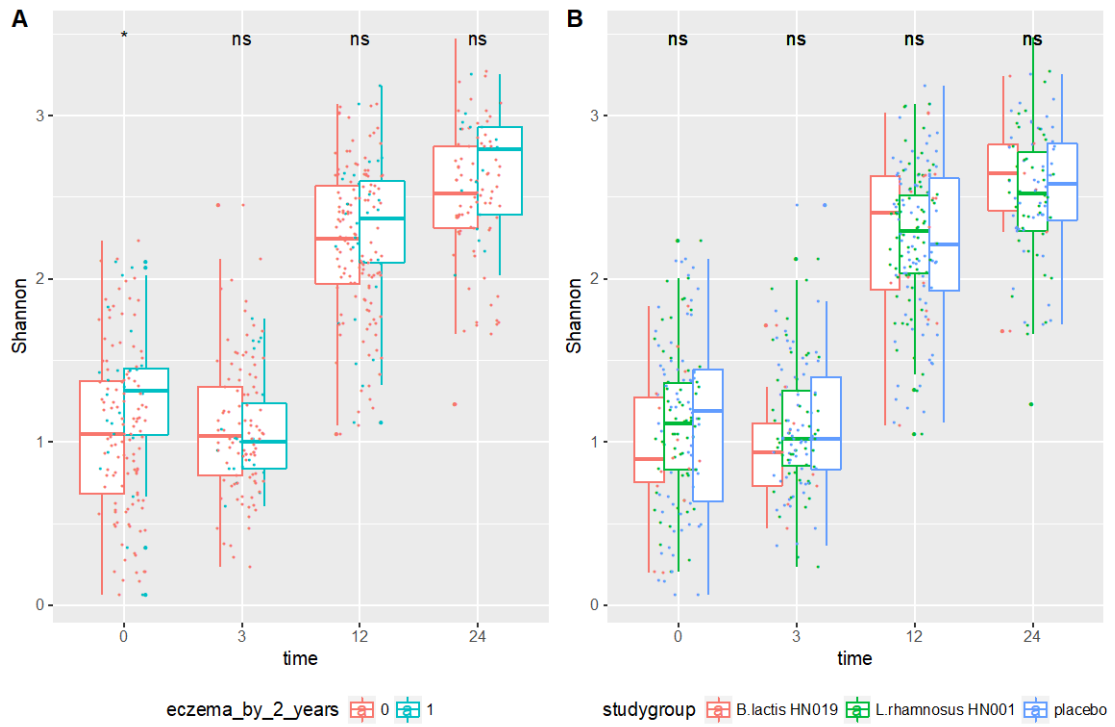 A
B
* ns ns ns
ns ns ns ns
Shannon
3
2
1
0
0 3 12 24
time
Shannon
3
2
1
0
0 3 12 24
time
eczema_by_2_years a 0 a 1
studygroup a B.lactis HN019 a L.rhamnosus HN001 a placebo